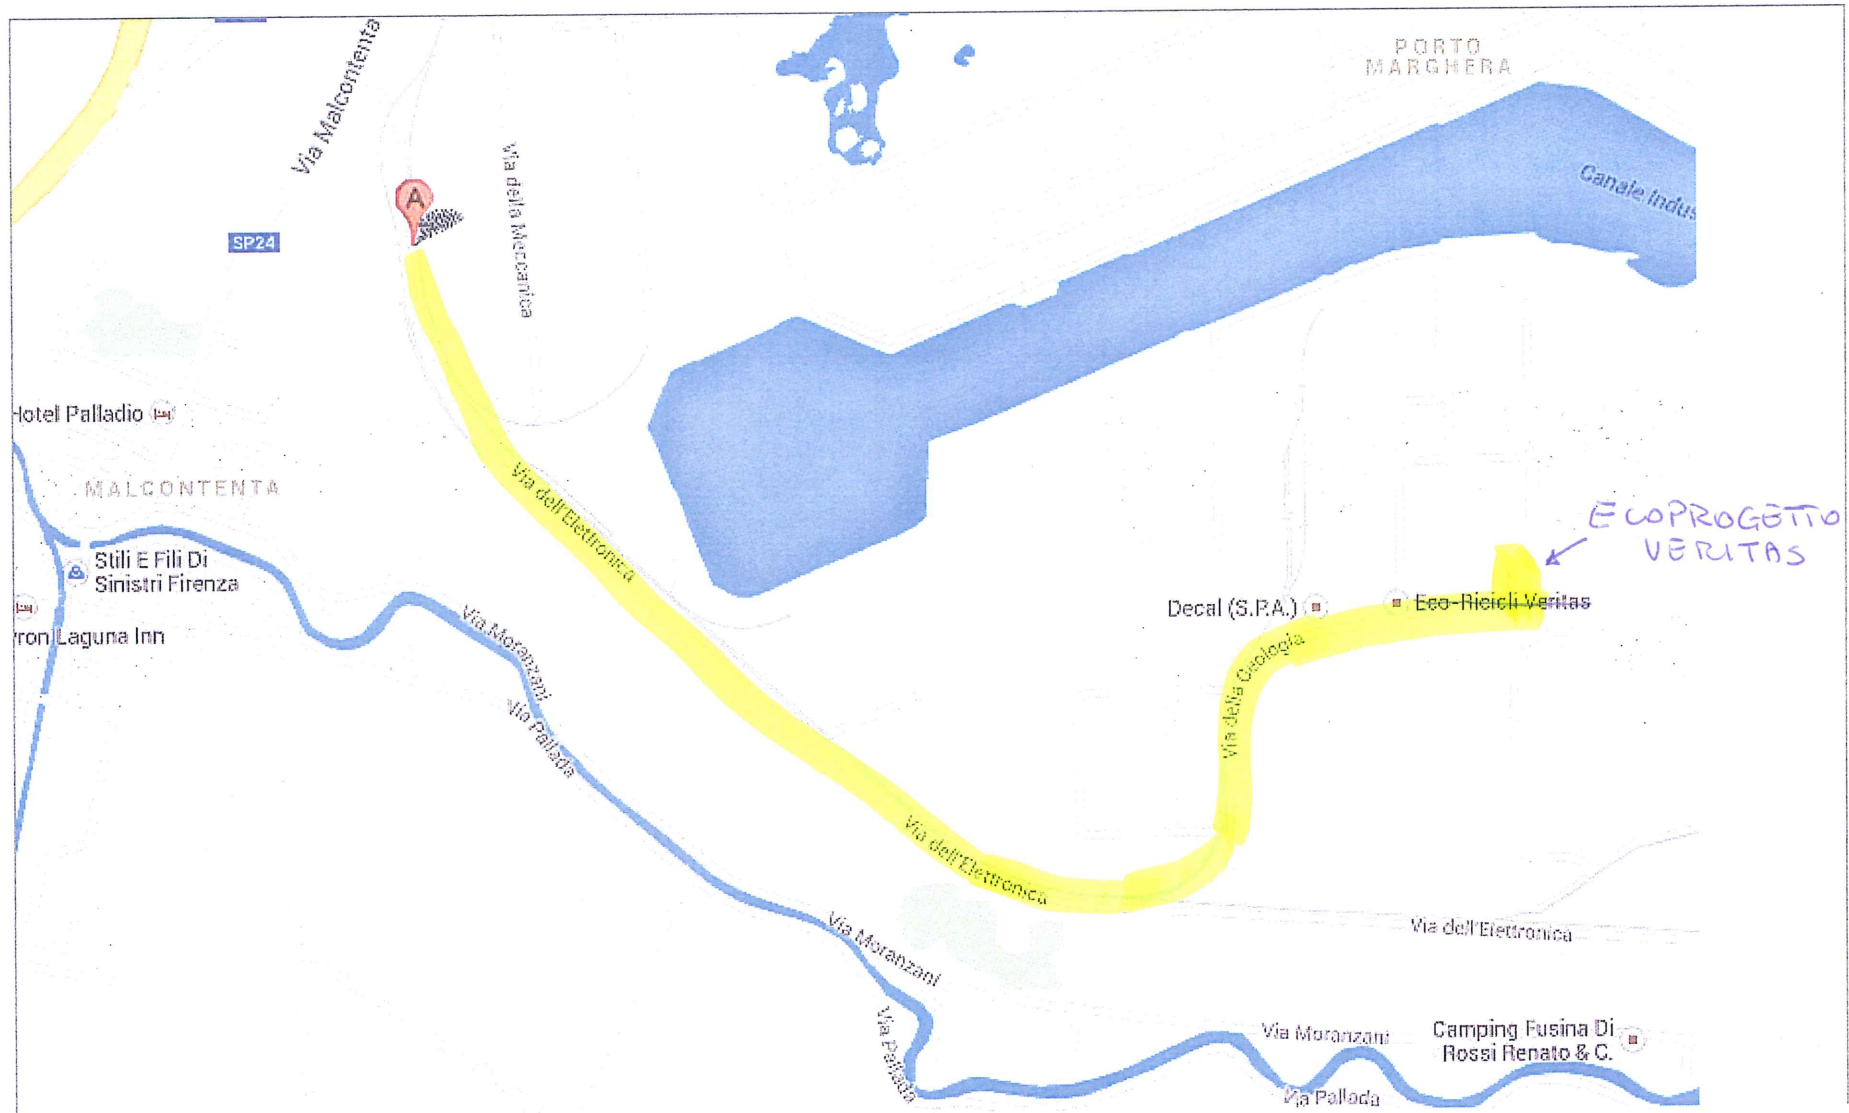 PORTO
MARGHERA
Via Malcontenta
Via della Meccanica
Canale Indus
A
SP24
Hotel Palladio
MALCONTENTA
Via dell'Elettronica
ECOPROGETTO
VERITAS
Stili E Fili Di
Sinistri Firenza
Decal (S.P.A.)
Eco-Ricicli Veritas
yron Laguna Inn
Via Moranzani
Via Pallada
Via della Geologia
Via dell'Elettronica
Via dell'Elettronica
Via Moranzani
Via Pallada
Via Moranzani
Camping Fusina Di
Rossi Renato & C.
Via Pallada